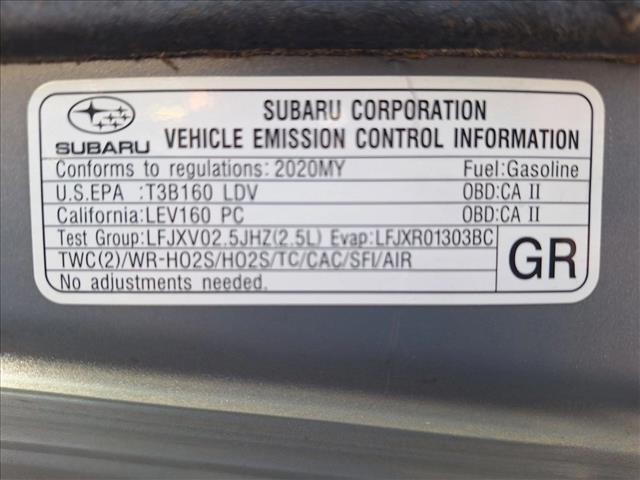 SUBARU CORPORATION
SUBARU VEHICLE EMISSION CONTROL INFORMATION
Conforms to regulations: 2020MY Fuel:Gasoline
U.S.EPA :T3B160 LDV OBD:CA II
California:LEV160 PC OBD:CA II
Test Group:LFJXV02.5JHZ(2.5L) Evap:LFJXR01303BC
TWC(2)/WR-HO2S/HO2S/TC/CAC/SFI/AIR
No adjustments needed.
GR